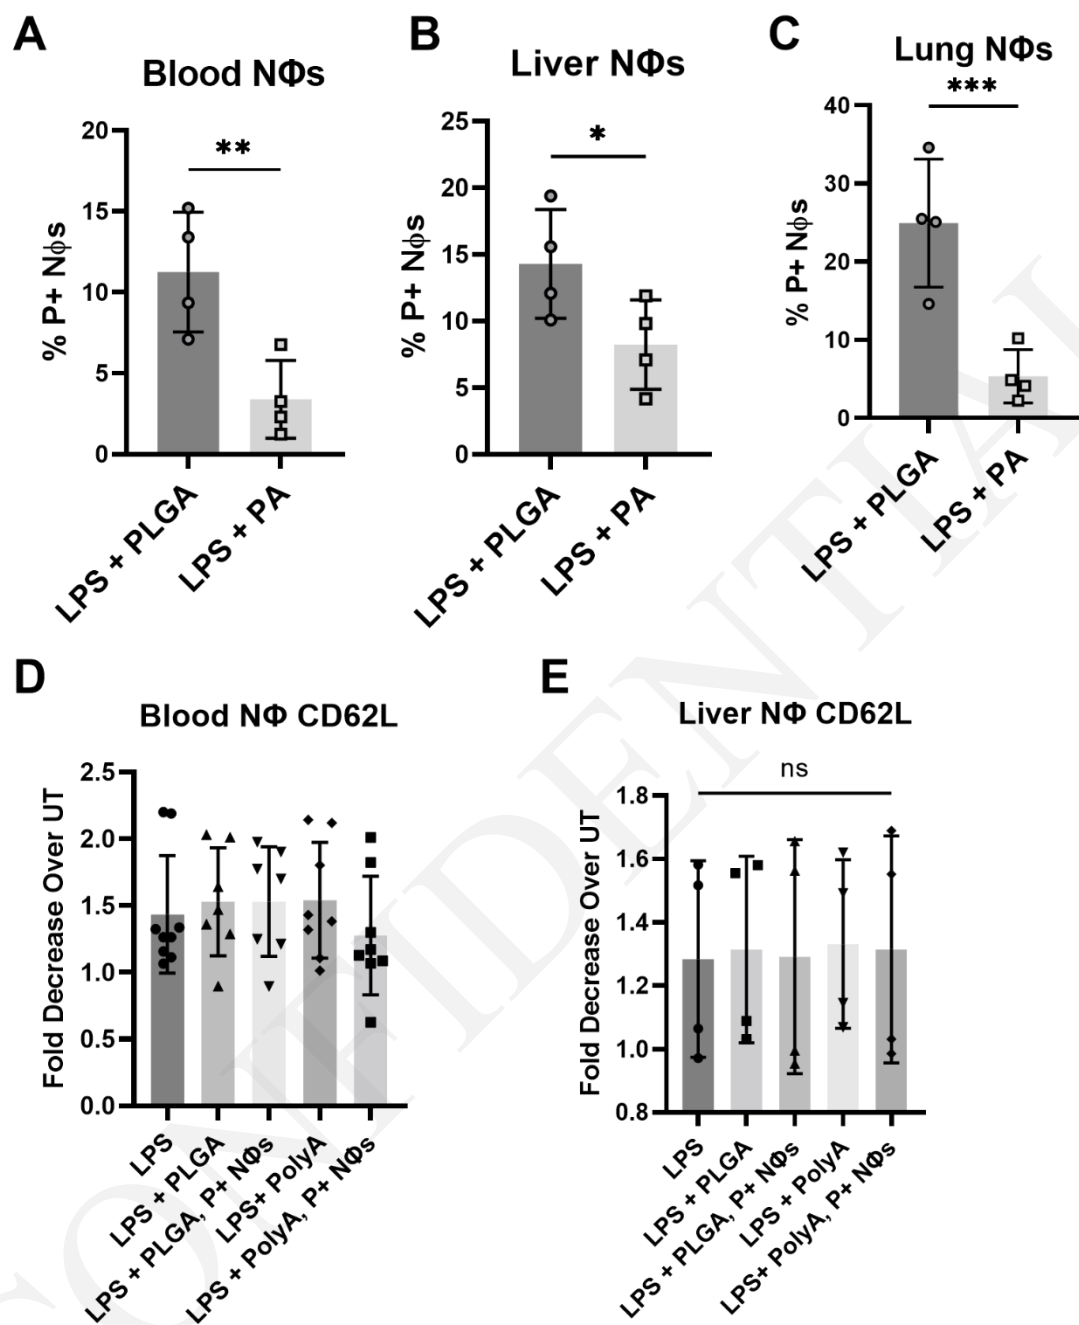 A
Blood NΦs
**
% P+ Nϕs
20
15
10
5
0
LPS + PLGA
LPS + PA
B
Liver NΦs
*
% P+ Nϕs
25
20
15
10
5
0
LPS + PLGA
LPS + PA
C
Lung NΦs
***
% P+ Nϕs
40
30
20
10
0
LPS + PLGA
LPS + PA
D
Blood NΦ CD62L
Fold Decrease Over UT
2.5
2.0
1.5
1.0
0.5
0.0
LPS
LPS + PLGA
LPS + PLGA, P+ NΦs
LPS+ PolyA
LPS + PolyA, P+ NΦs
E
Liver NΦ CD62L
ns
Fold Decrease Over UT
1.8
1.6
1.4
1.2
1.0
0.8
LPS
LPS + PLGA
LPS + PLGA, P+ NΦs
LPS + PolyA
LPS+ PolyA, P+ NΦs
CONFIDENTIAL